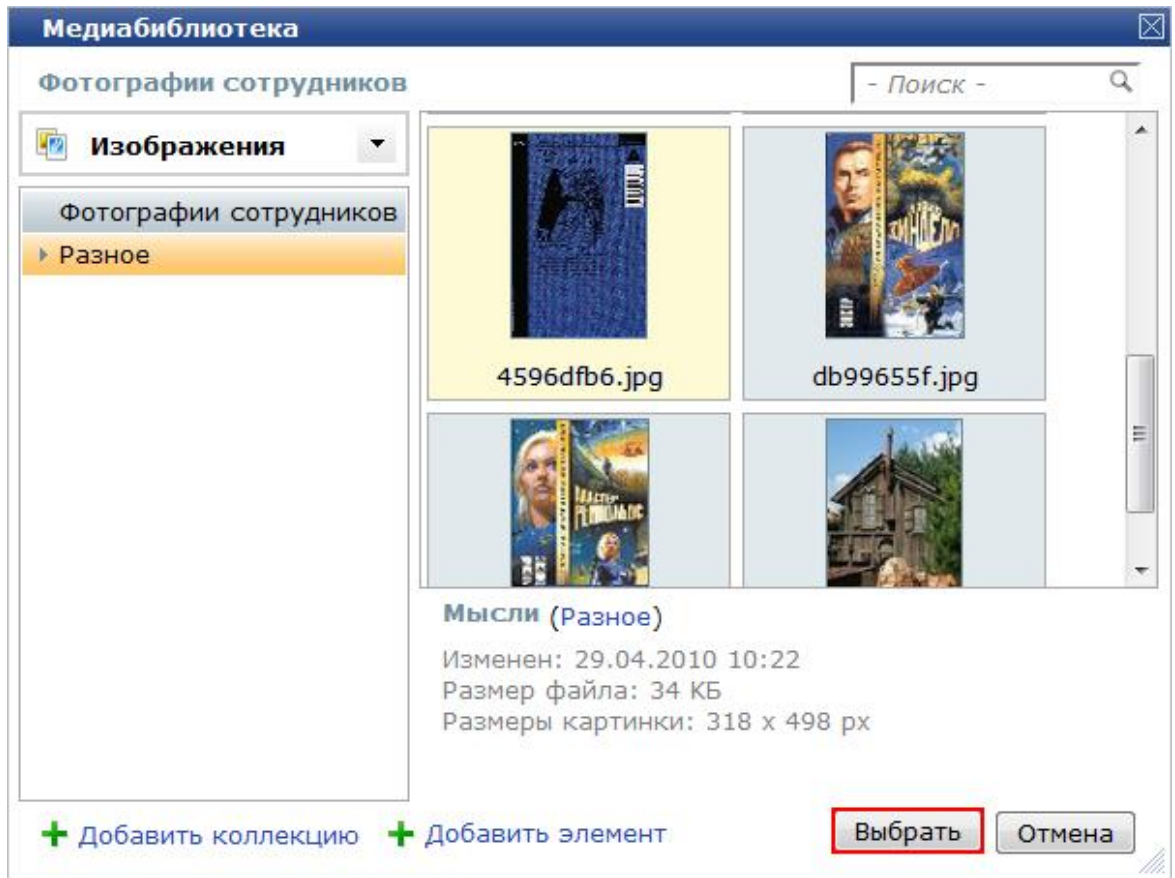 Медиабиблиотека
Фотографии сотрудников
- Поиск -
Изображения
Фотографии сотрудников
Разное
4596dfb6.jpg
db99655f.jpg
Мысли (Разное)
Изменен: 29.04.2010 10:22
Размер файла: 34 КБ
Размеры картинки: 318 x 498 px
Добавить коллекцию
Добавить элемент
Выбрать
Отмена